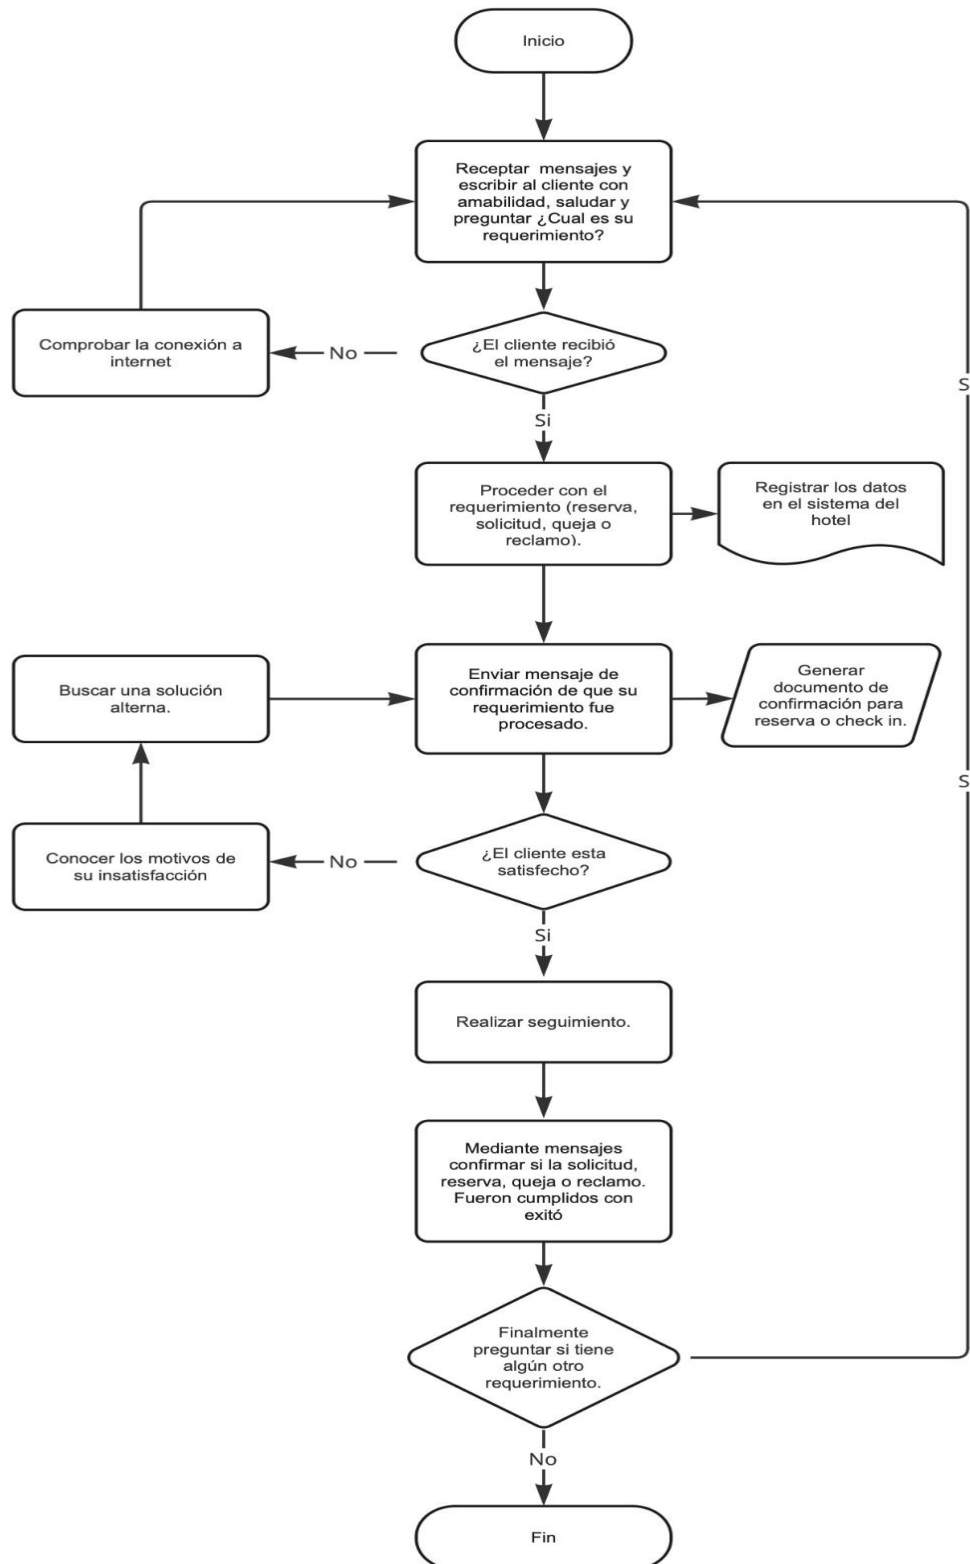 Inicio
Receptar mensajes y
escribir al cliente con
amabilidad, saludar y
preguntar ¿Cual es su
requerimiento?
Comprobar la conexión a
internet
No
¿El cliente recibió
el mensaje?
S
Si
Proceder con el
requerimiento (reserva,
solicitud, queja o
reclamo).
Registrar los datos
en el sistema del
hotel
Buscar una solución
alterna.
Enviar mensaje de
confirmación de que su
requerimiento fue
procesado.
Generar
documento de
confirmación para
reserva o check in.
S
Conocer los motivos de
su insatisfacción
No
¿El cliente esta
satisfecho?
Si
Realizar seguimiento.
Mediante mensajes
confirmar si la solicitud,
reserva, queja o reclamo.
Fueron cumplidos con
exitó
Finalmente
preguntar si tiene
algún otro
requerimiento.
No
Fin